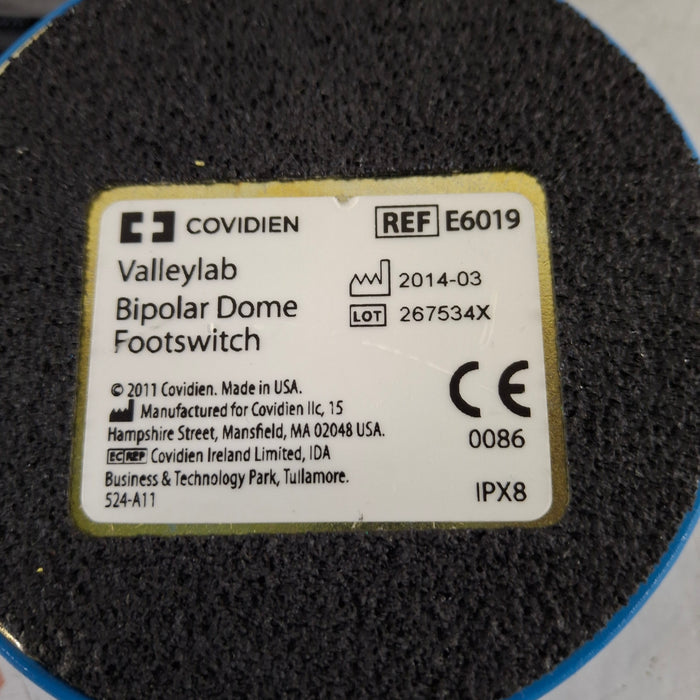 COVIDIEN
REF E6019
Valleylab
Bipolar Dome
Footswitch
2014-03
LOT 267534X
© 2011 Covidien. Made in USA.
Manufactured for Covidien llc, 15
Hampshire Street, Mansfield, MA 02048 USA.
EC REP Covidien Ireland Limited, IDA
Business & Technology Park, Tullamore.
524-A11
CE
0086
IPX8